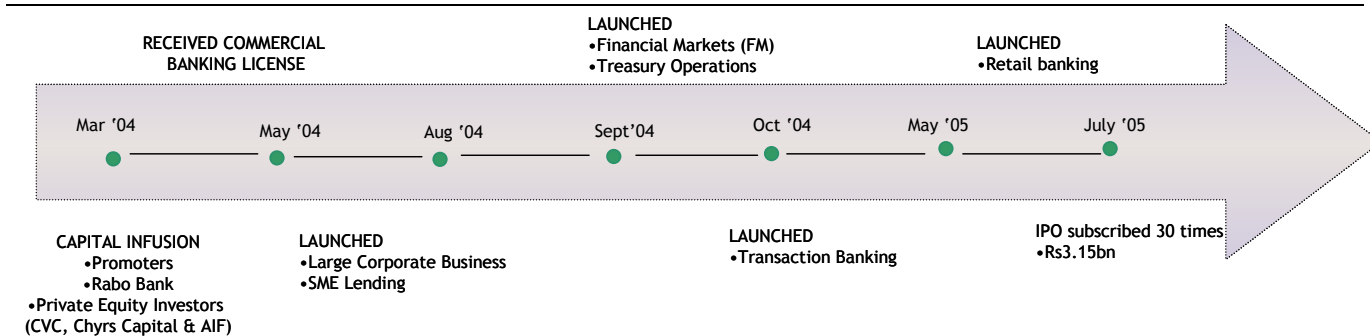 LAUNCHED
•Financial Markets (FM)
•Treasury Operations
RECEIVED COMMERCIAL
BANKING LICENSE
LAUNCHED
•Retail banking
Mar ‘04
May ‘04
Aug ‘04
Sept’04
Oct ‘04
May ‘05
July ‘05
CAPITAL INFUSION
•Promoters
•Rabo Bank
•Private Equity Investors
(CVC, Chyrs Capital & AIF)
LAUNCHED
•Large Corporate Business
•SME Lending
LAUNCHED
•Transaction Banking
IPO subscribed 30 times
•Rs3.15bn